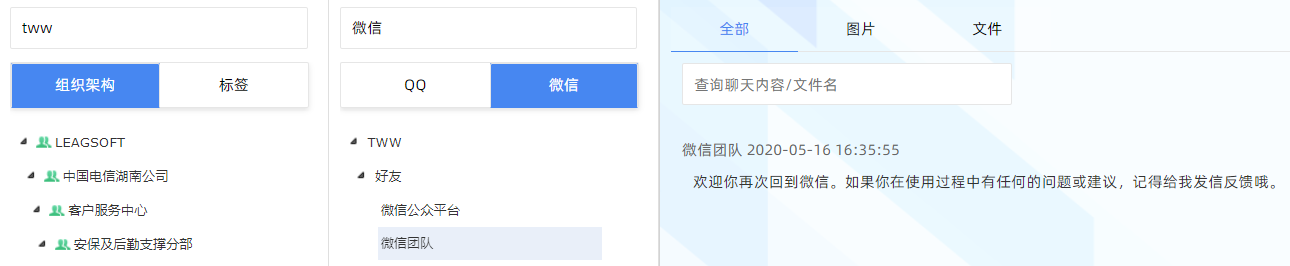 tww
组织架构
标签
LEAGSOFT
中国电信湖南公司
客户服务中心
安保及后勤支撑分部
微信
QQ
微信
TWW
好友
微信公众平台
微信团队
全部
图片
文件
查询聊天内容/文件名
微信团队 2020-05-16 16:35:55
欢迎你再次回到微信。如果你在使用过程中有任何的问题或建议，记得给我发信反馈哦。